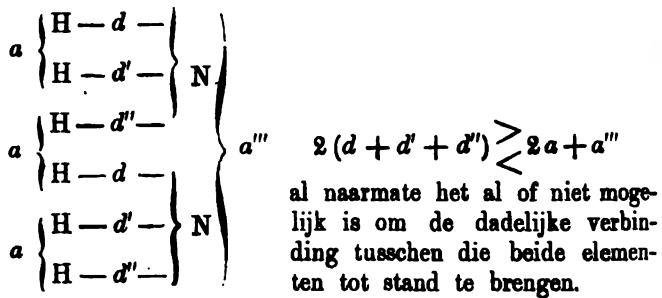 a { H — d —
H — d' — } N
a { H — d'' —
H — d —
a { H — d' — } N
H — d'' —
} a''' 2 (d + d' + d'') ≷ 2 a + a'''
al naarmate het al of niet moge-
lijk is om de dadelijke verbin-
ding tusschen die beide elemen-
ten tot stand te brengen.